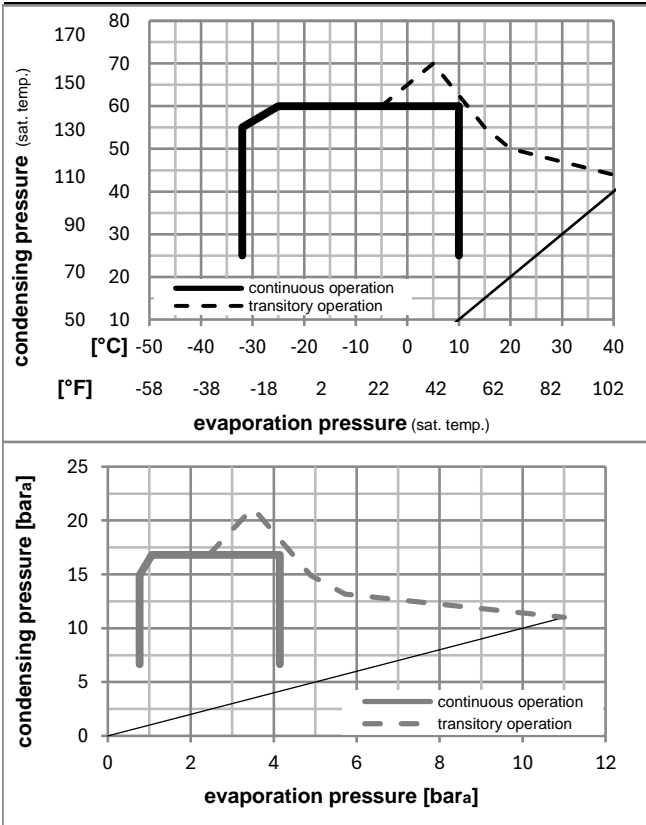 170 80
70
150 60
130 50
110 40
90 30
70 20
50 10
condensing pressure (sat. temp.)
continuous operation
transitory operation
[°C] -50 -40 -30 -20 -10 0 10 20 30 40
[°F] -58 -38 -18 2 22 42 62 82 102
evaporation pressure (sat. temp.)
25
20
15
10
5
0
condensing pressure [bara]
continuous operation
transitory operation
0 2 4 6 8 10 12
evaporation pressure [bara]